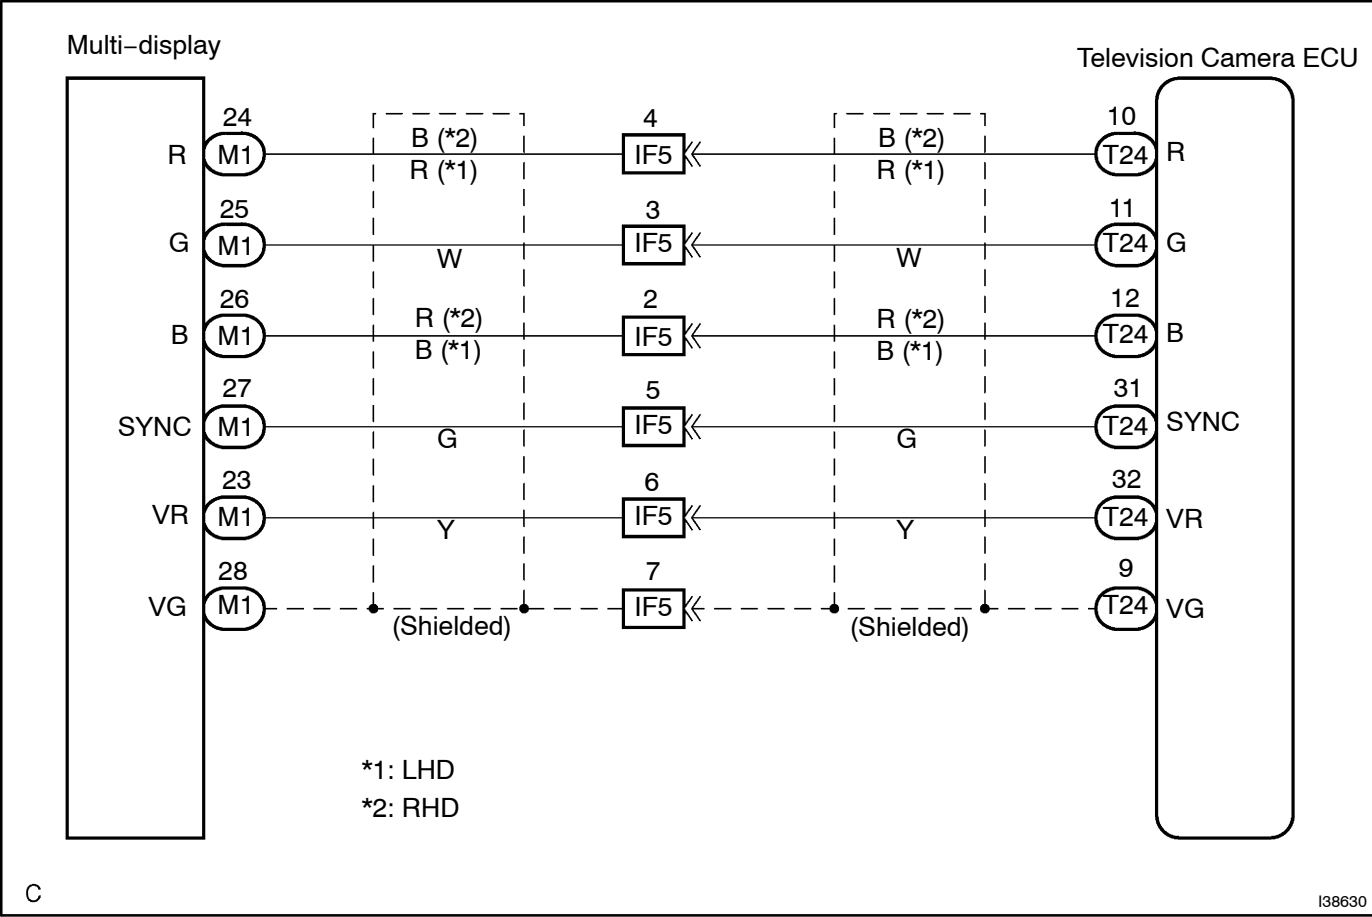 Multi−display
Television Camera ECU
24 4 10
B (*2) B (*2)
R M1 IF5 T24 R
R (*1) R (*1)
25 3 11
G M1 IF5 T24 G
W W
26 2 12
R (*2) R (*2)
B M1 IF5 T24 B
B (*1) B (*1)
27 5 31
SYNC M1 IF5 T24 SYNC
G G
23 6 32
VR M1 IF5 T24 VR
Y Y
28 7 9
VG M1 IF5 T24 VG
(Shielded) (Shielded)
*1: LHD
*2: RHD
C
I38630